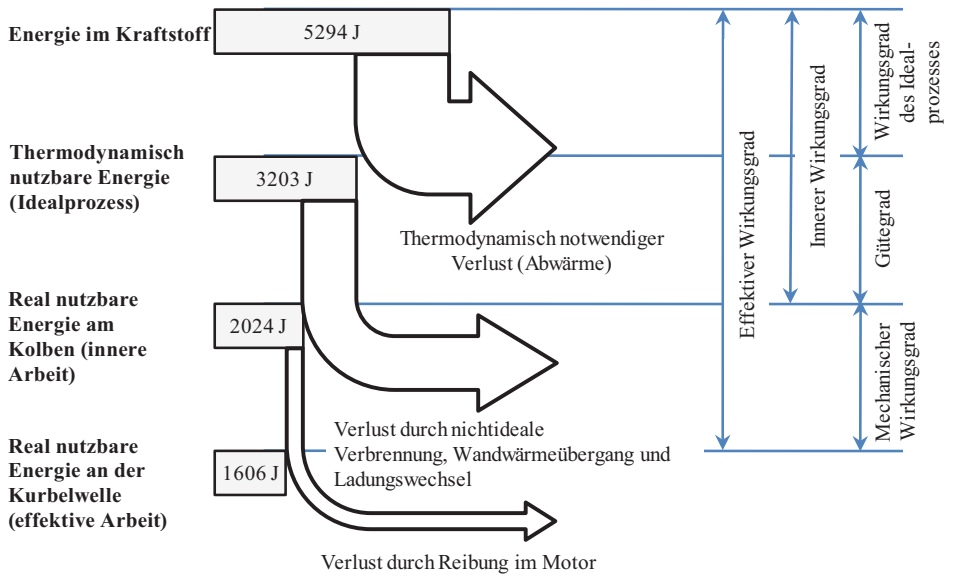 Energie im Kraftstoff
5294 J
Thermodynamisch
nutzbare Energie
(Idealprozess)
3203 J
Thermodynamisch notwendiger
Verlust (Abwärme)
Real nutzbare
Energie am
Kolben (innere
Arbeit)
2024 J
Verlust durch nichtideale
Verbrennung, Wandwärmeübergang und
Ladungswechsel
Real nutzbare
Energie an der
Kurbelwelle
(effektive Arbeit)
1606 J
Verlust durch Reibung im Motor
Effektiver Wirkungsgrad
Innerer Wirkungsgrad
Wirkungsgrad
des Ideal-
prozesses
Gütegrad
Mechanischer
Wirkungsgrad